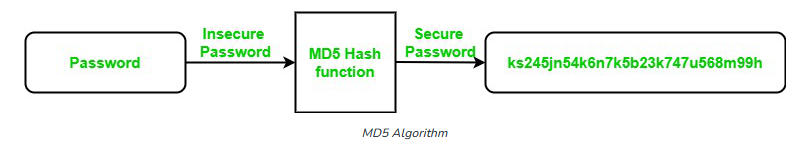 Password
Insecure
Password
MD5 Hash
function
Secure
Password
ks245jn54k6n7k5b23k747u568m99h
MD5 Algorithm